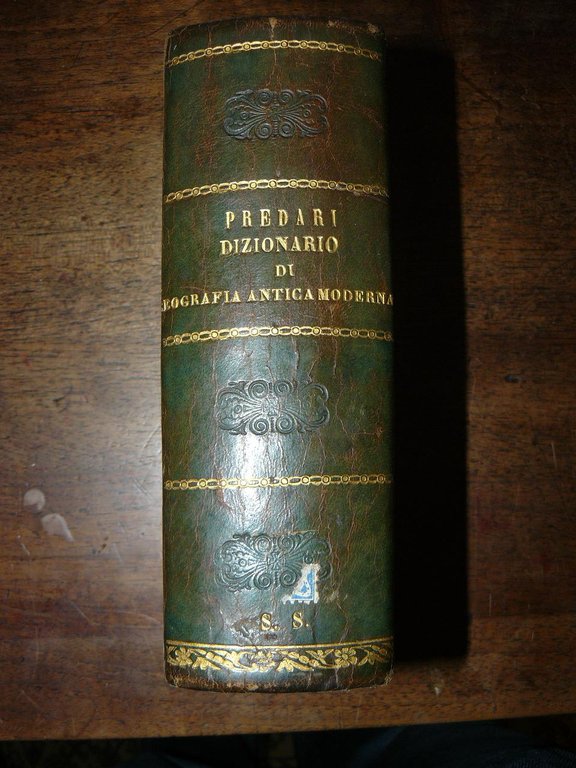 PREDARI
DIZIONARIO
DI
EOGRAFIA ANTICA MODERNA
S. S.